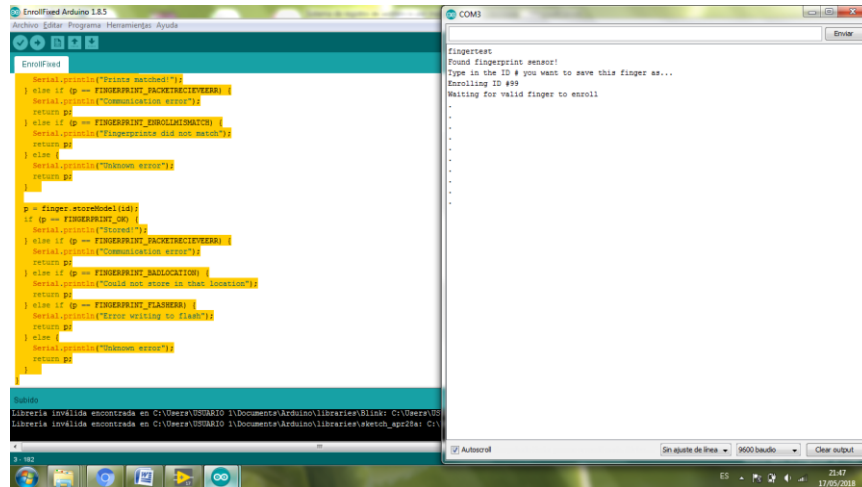 EnrollFixed Arduino 1.8.5
Archivo Editar Programa Herramientas Ayuda
EnrollFixed
Serial.println("Prints matched!");
} else if (p == FINGERPRINT_PACKETRECIEVEERR) {
Serial.println("Communication error");
return p;
} else if (p == FINGERPRINT_ENROLLMISMATCH) {
Serial.println("Fingerprints did not match");
return p;
} else {
Serial.println("Unknown error");
return p;
}
p = finger.storeModel(id);
if (p == FINGERPRINT_OK) {
Serial.println("Stored!");
} else if (p == FINGERPRINT_PACKETRECIEVEERR) {
Serial.println("Communication error");
return p;
} else if (p == FINGERPRINT_BADLOCATION) {
Serial.println("Could not store in that location");
return p;
} else if (p == FINGERPRINT_FLASHERR) {
Serial.println("Error writing to flash");
return p;
} else {
Serial.println("Unknown error");
return p;
}
}
Subido
Librería inválida encontrada en C:\Users\USUARIO 1\Documents\Arduino\libraries\Blink: C:\Users\US
Librería inválida encontrada en C:\Users\USUARIO 1\Documents\Arduino\libraries\sketch_apr28a: C:\
3 - 182
COM3
Enviar
fingertest
Found fingerprint sensor!
Type in the ID # you want to save this finger as...
Enrolling ID #99
Waiting for valid finger to enroll
.
.
.
.
.
.
.
.
.
.
Autoscroll
Sin ajuste de línea
9600 baudio
Clear output
ES
21:47
17/05/2018